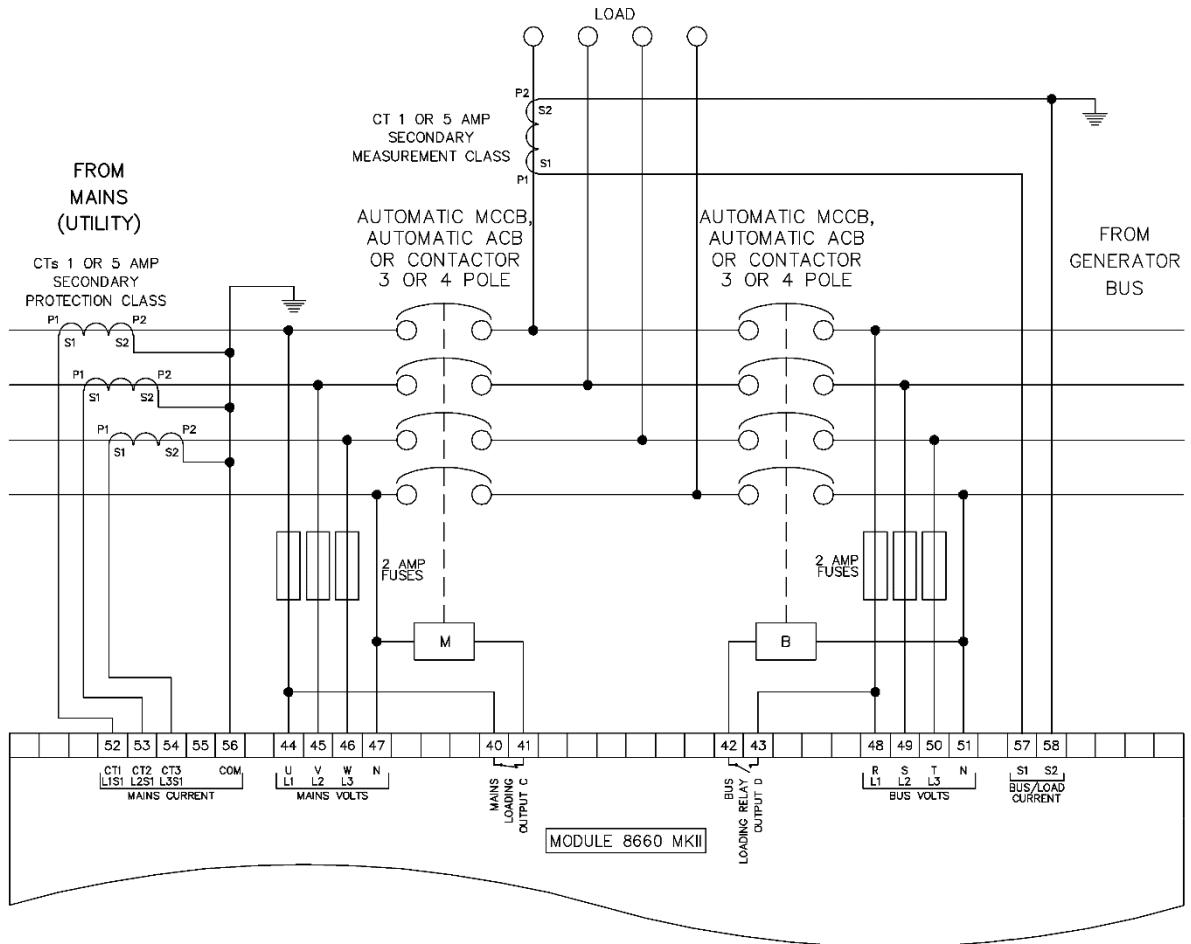 LOAD
P2
S2
CT 1 OR 5 AMP
SECONDARY
MEASUREMENT CLASS
S1
P1
FROM
MAINS
(UTILITY)
CTs 1 OR 5 AMP
SECONDARY
PROTECTION CLASS
AUTOMATIC MCCB,
AUTOMATIC ACB
OR CONTACTOR
3 OR 4 POLE
AUTOMATIC MCCB,
AUTOMATIC ACB
OR CONTACTOR
3 OR 4 POLE
FROM
GENERATOR
BUS
P1 P2
S1 S2
P1 P2
S1 S2
P1 P2
S1 S2
2 AMP
FUSES
2 AMP
FUSES
M
B
52 53 54 55 56 44 45 46 47 40 41 42 43 48 49 50 51 57 58
CT1 CT2 CT3 COM
L1S1 L2S1 L3S1
MAINS CURRENT
U V W N
L1 L2 L3
MAINS VOLTS
MAINS
LOADING
OUTPUT C
BUS
LOADING RELAY
OUTPUT D
R S T N
L1 L2 L3
BUS VOLTS
S1 S2
BUS/LOAD
CURRENT
MODULE 8660 MKII